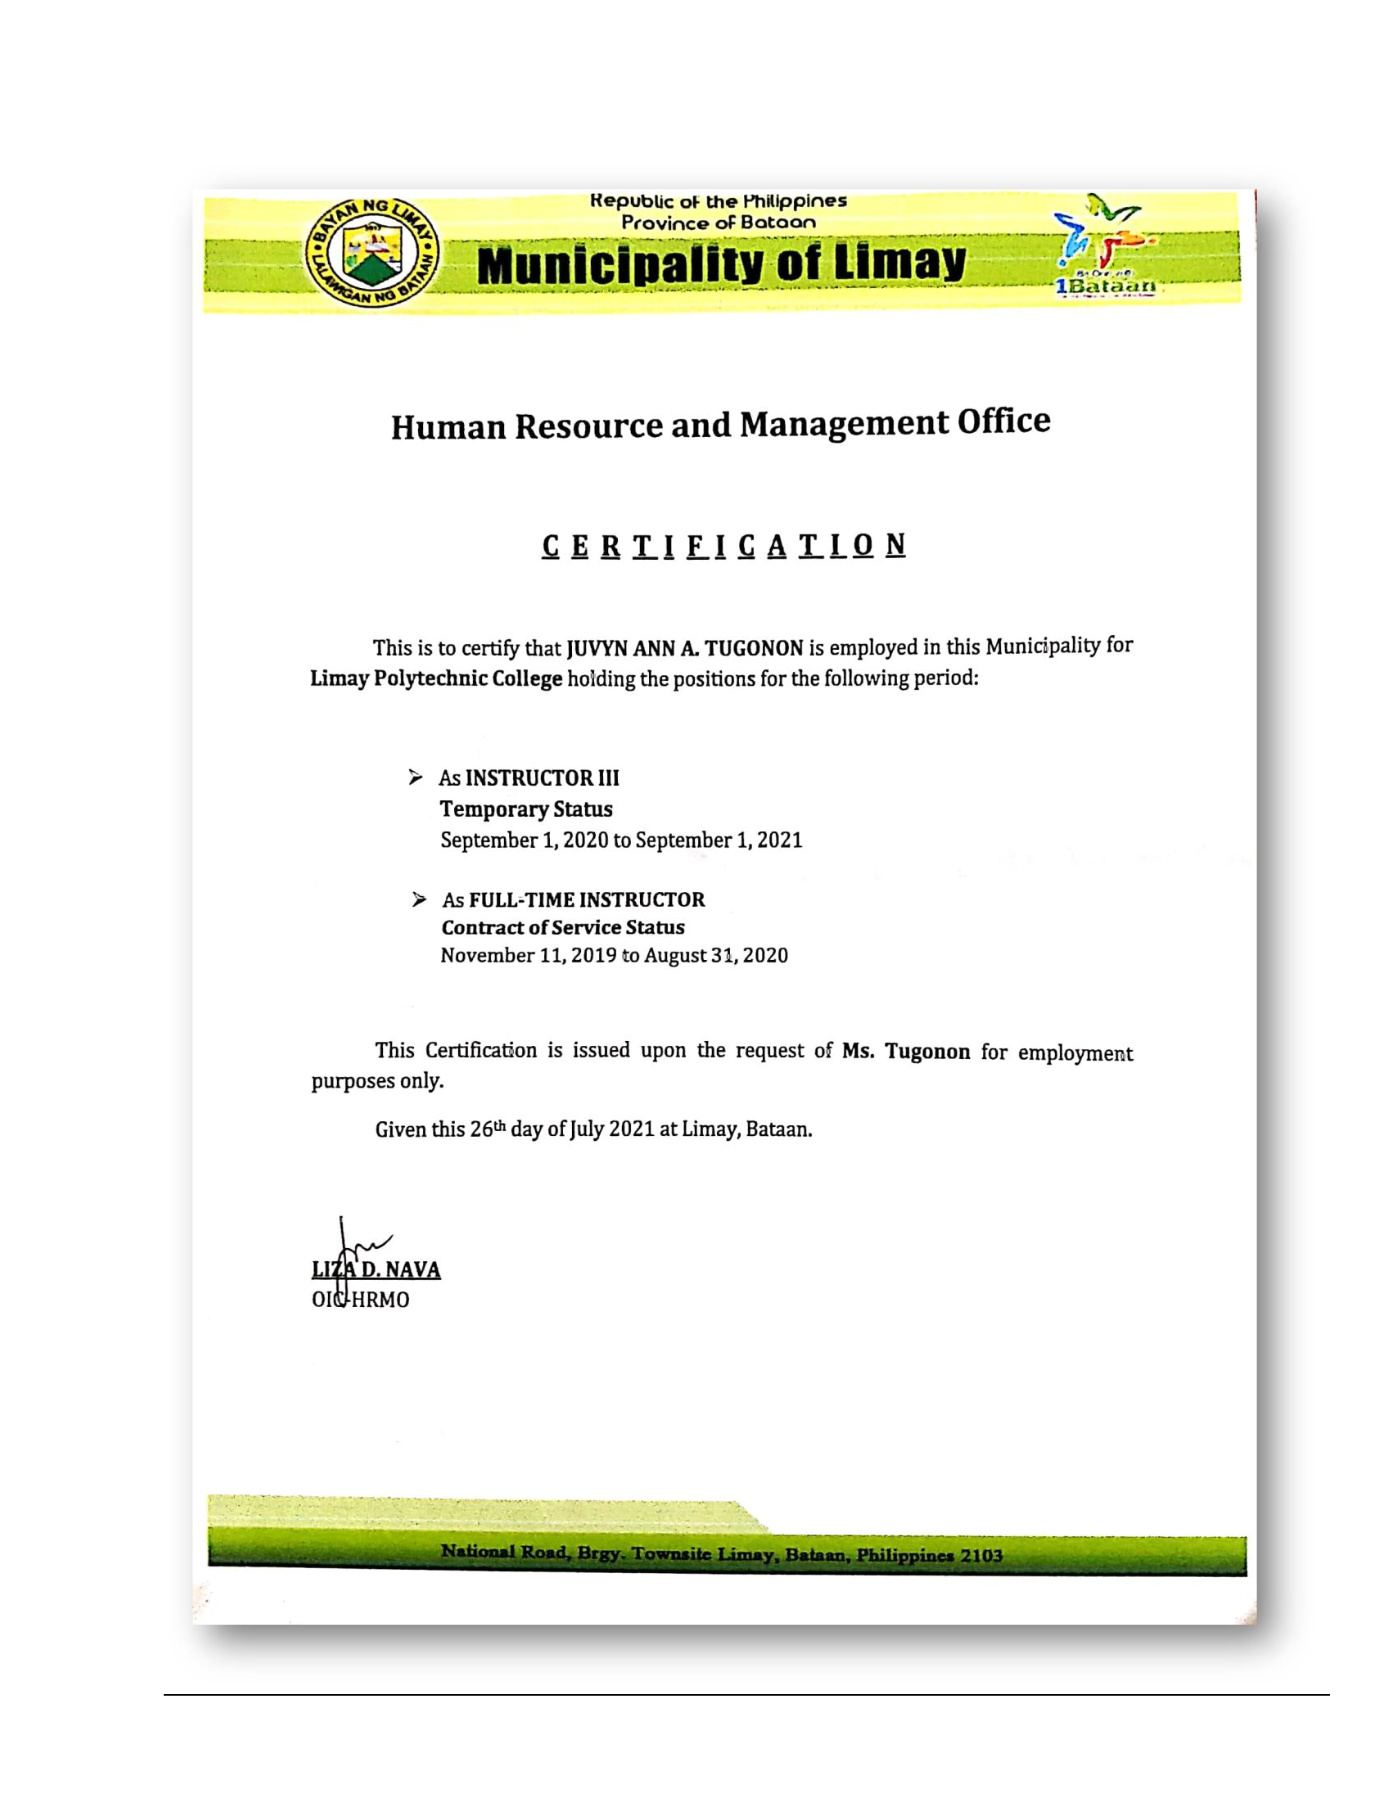 Republic of the Philippines
Province of Bataan
Municipality of Limay
BAYAN NG LIMAY
LALAWIGAN NG BATAAN
1917
1Bataan
Human Resource and Management Office
CERTIFICATION
This is to certify that JUVYN ANN A. TUGONON is employed in this Municipality for
Limay Polytechnic College holding the positions for the following period:
➢ As INSTRUCTOR III
Temporary Status
September 1, 2020 to September 1, 2021
➢ As FULL-TIME INSTRUCTOR
Contract of Service Status
November 11, 2019 to August 31, 2020
This Certification is issued upon the request of Ms. Tugonon for employment
purposes only.
Given this 26th day of July 2021 at Limay, Bataan.
LIZA D. NAVA
OIC-HRMO
National Road, Brgy. Townsite Limay, Bataan, Philippines 2103